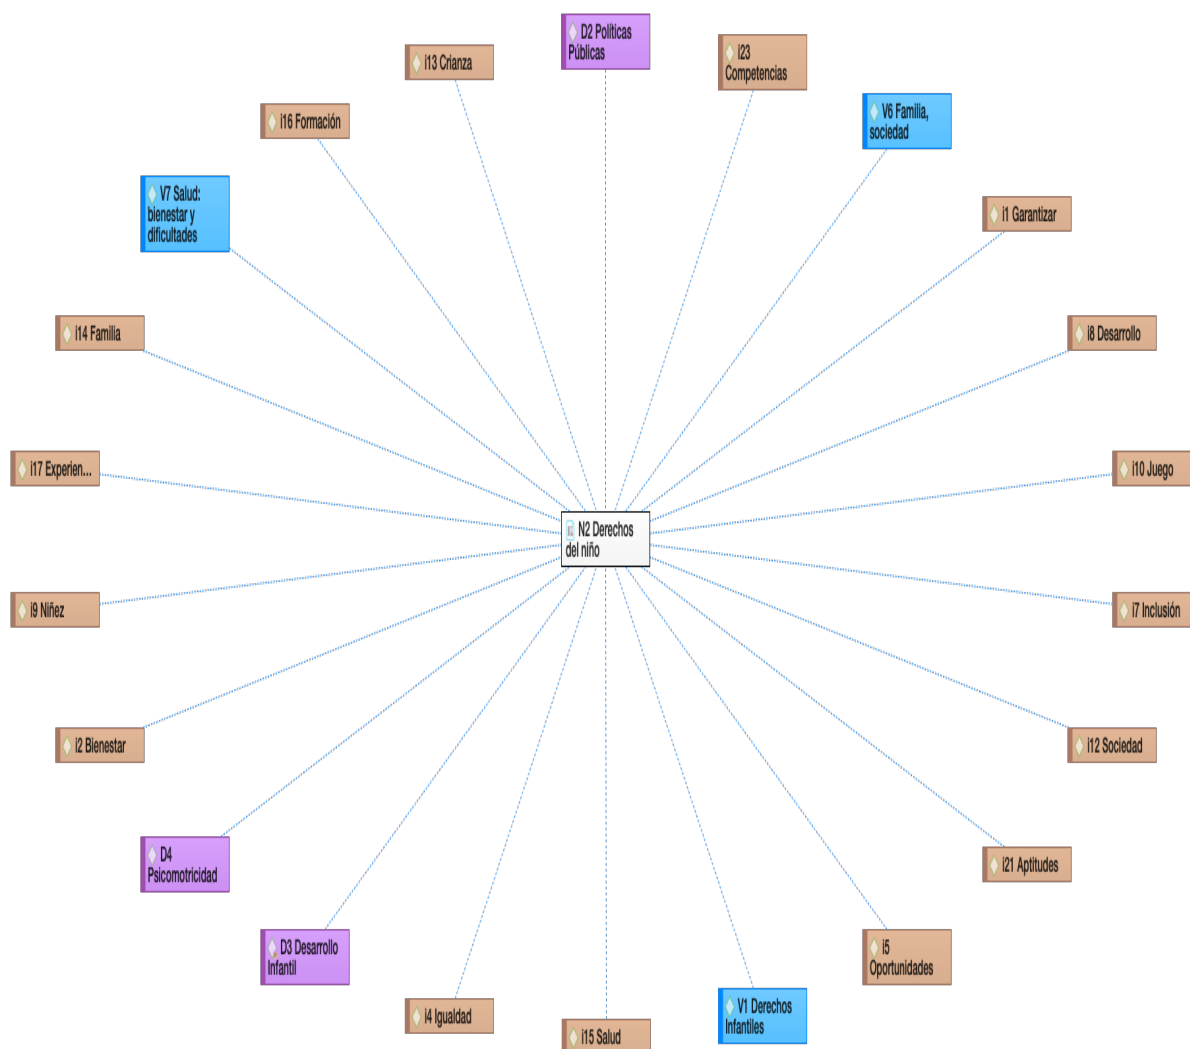 D2 Políticas
Públicas
i23
Competencias
i13 Crianza
V6 Familia,
sociedad
i16 Formación
V7 Salud:
bienestar y
dificultades
i1 Garantizar
i14 Familia
i8 Desarrollo
i17 Experien...
i10 Juego
N2 Derechos
del niño
i9 Niñez
i7 Inclusión
i2 Bienestar
i12 Sociedad
D4
Psicomotricidad
i21 Aptitudes
D3 Desarrollo
Infantil
i5
Oportunidades
i4 Igualdad
V1 Derechos
Infantiles
i15 Salud